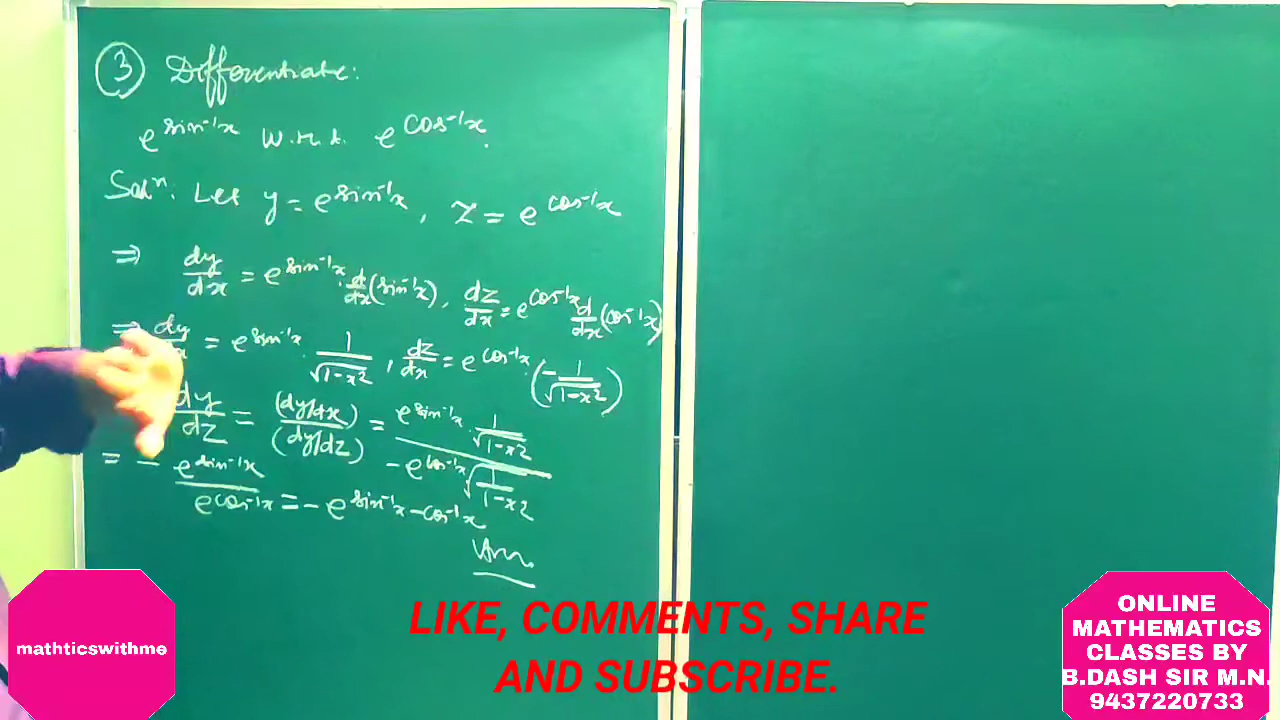 ③ Differentiate:
e^sin⁻¹x w.r.t. e^cos⁻¹x.
Solⁿ: Let y = e^sin⁻¹x, z = e^cos⁻¹x
⇒ dy/dx = e^sin⁻¹x · d/dx(sin⁻¹x), dz/dx = e^cos⁻¹x d/dx(cos⁻¹x)
⇒ dy/dx = e^sin⁻¹x · 1/√(1-x²), dz/dx = e^cos⁻¹x · (-1/√(1-x²))
dy/dz = (dy/dx)/(dy/dz) = (e^sin⁻¹x · 1/√(1-x²))/(-e^cos⁻¹x √(1/(1-x²)))
= - e^sin⁻¹x/e^cos⁻¹x = - e^sin⁻¹x - cos⁻¹x
Ans.
mathticswithme
LIKE, COMMENTS, SHARE
AND SUBSCRIBE.
ONLINE
MATHEMATICS
CLASSES BY
B.DASH SIR M.N.
9437220733